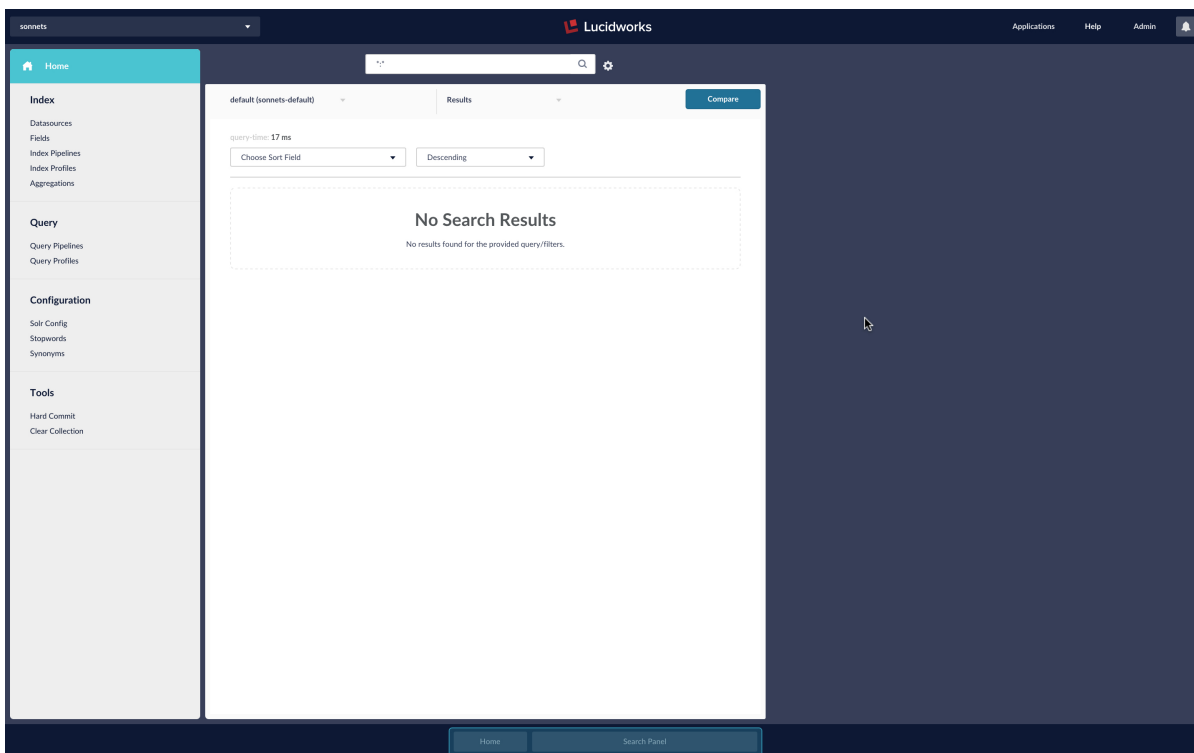 sonnets
Lucidworks
Applications Help Admin
Home
*:*
Index
Datasources
Fields
Index Pipelines
Index Profiles
Aggregations
Query
Query Pipelines
Query Profiles
Configuration
Solr Config
Stopwords
Synonyms
Tools
Hard Commit
Clear Collection
default (sonnets-default) Results Compare
query-time: 17 ms
Choose Sort Field Descending
No Search Results
No results found for the provided query/filters.
Home Search Panel